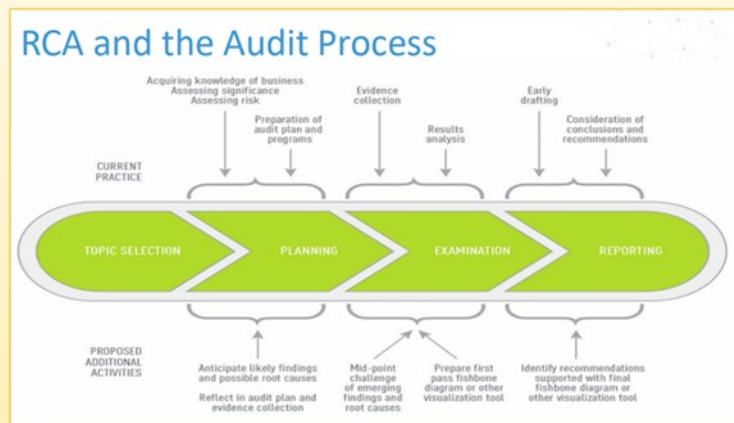 RCA and the Audit Process
Acquiring knowledge of business
Assessing significance
Assessing risk
Preparation of
audit plan and
programs
Evidence
collection
Results
analysis
Early
drafting
Consideration of
conclusions and
recommendations
CURRENT
PRACTICE
TOPIC SELECTION
PLANNING
EXAMINATION
REPORTING
PROPOSED
ADDITIONAL
ACTIVITIES
Anticipate likely findings
and possible root causes
Reflect in audit plan and
evidence collection
Mid-point
challenge
of emerging
findings and
root causes
Prepare first
pass fishbone
diagram or other
visualization tool
Identify recommendations
supported with final
fishbone diagram or
other visualization tool